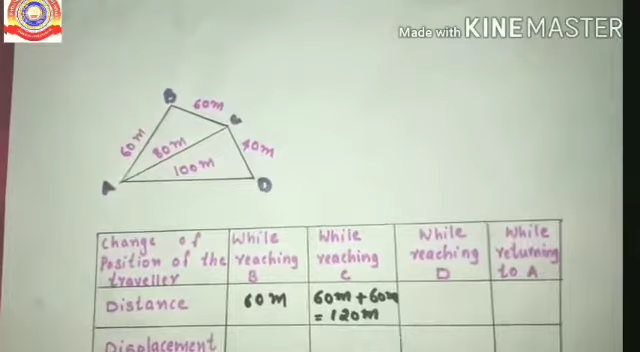 Made with KINEMASTER
B
60m
C
60m
80m
40m
100m
A
D
Change of
Position of the
traveller
While
reaching
B
While
reaching
C
While
reaching
D
While
returning
to A
Distance
60m
60m+60m
= 120m
Displacement